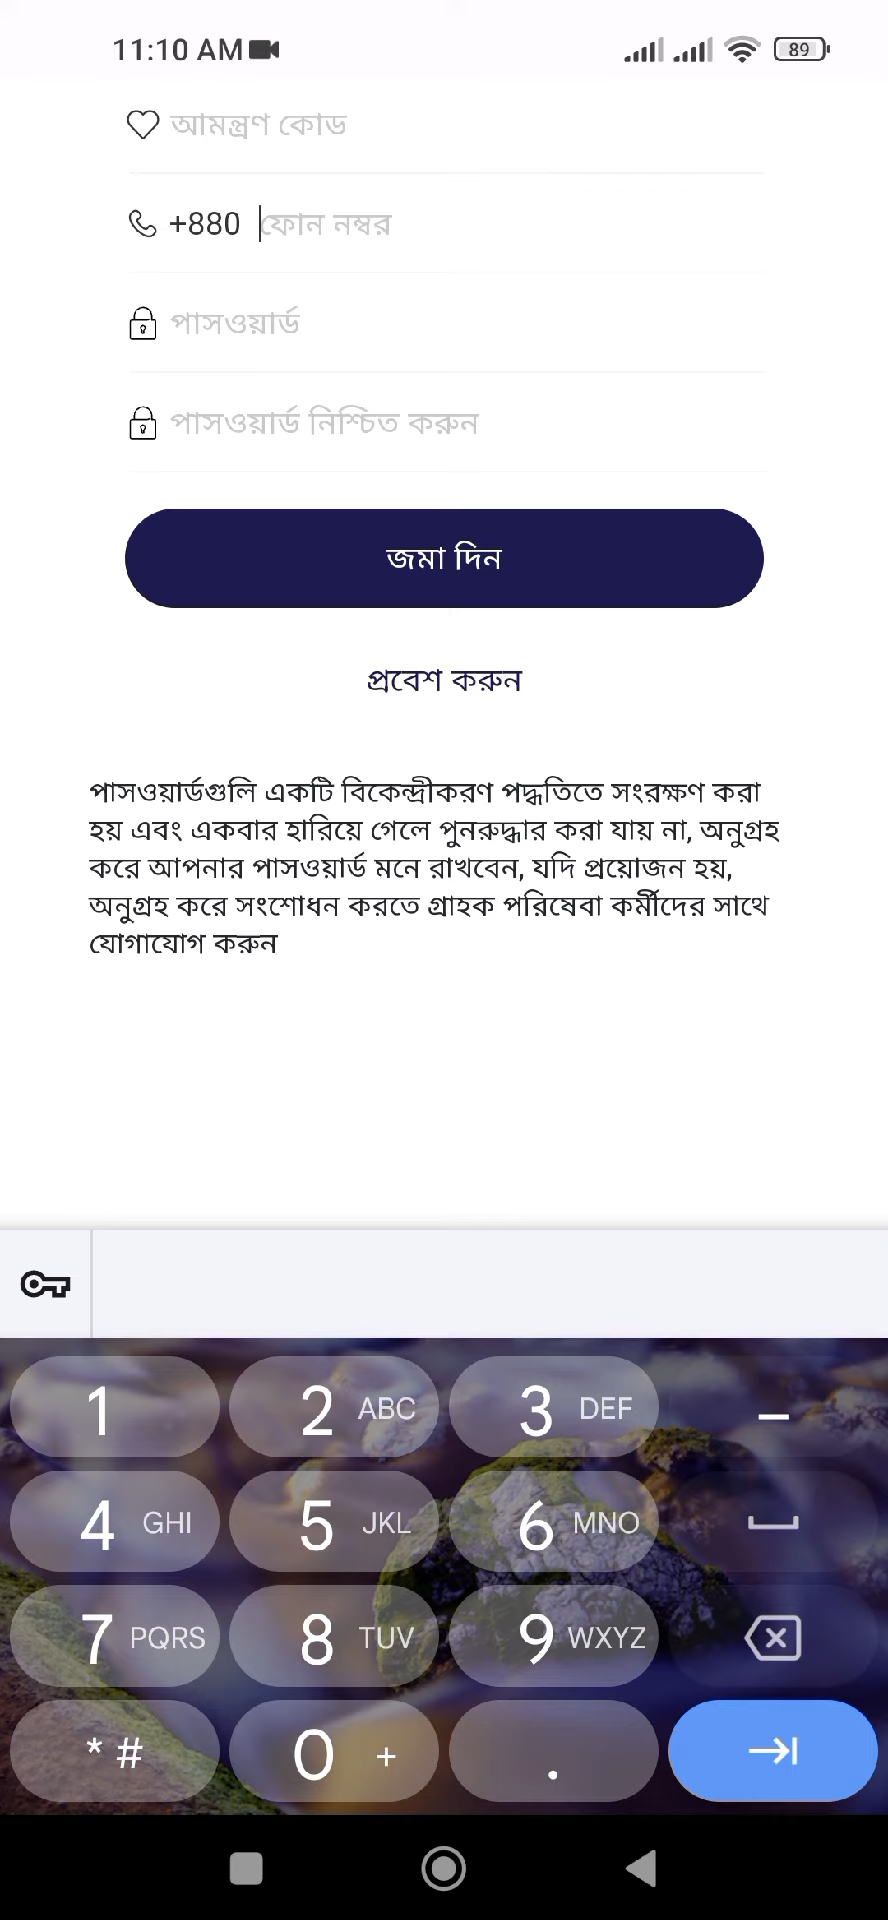 11:10 AM
89
আমন্ত্রণ কোড
+880 ফোন নম্বর
পাসওয়ার্ড
পাসওয়ার্ড নিশ্চিত করুন
জমা দিন
প্রবেশ করুন
পাসওয়ার্ডগুলি একটি বিকেন্দ্রীকরণ পদ্ধতিতে সংরক্ষণ করা
হয় এবং একবার হারিয়ে গেলে পুনরুদ্ধার করা যায় না, অনুগ্রহ
করে আপনার পাসওয়ার্ড মনে রাখবেন, যদি প্রয়োজন হয়,
অনুগ্রহ করে সংশোধন করতে গ্রাহক পরিষেবা কর্মীদের সাথে
যোগাযোগ করুন
1 2 ABC 3 DEF –
4 GHI 5 JKL 6 MNO
7 PQRS 8 TUV 9 WXYZ
* # 0 + .